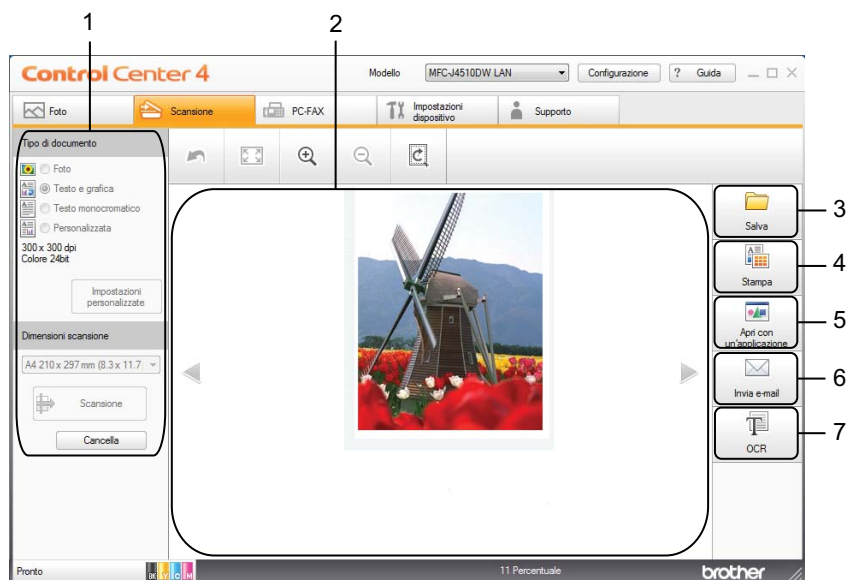 1
2
Control Center 4
Modello
MFC-J4510DW LAN
Configurazione
? Guida
Foto
Scansione
PC-FAX
Impostazioni
dispositivo
Supporto
Tipo di documento
Foto
Testo e grafica
Testo monocromatico
Personalizzata
300 x 300 dpi
Colore 24bit
Impostazioni
personalizzate
Dimensioni scansione
A4 210 x 297 mm (8.3 x 11.7
Scansione
Cancella
Salva
3
Stampa
4
Apri con
un'applicazione
5
Invia e-mail
6
OCR
7
Pronto
BK Y C M
11 Percentuale
brother